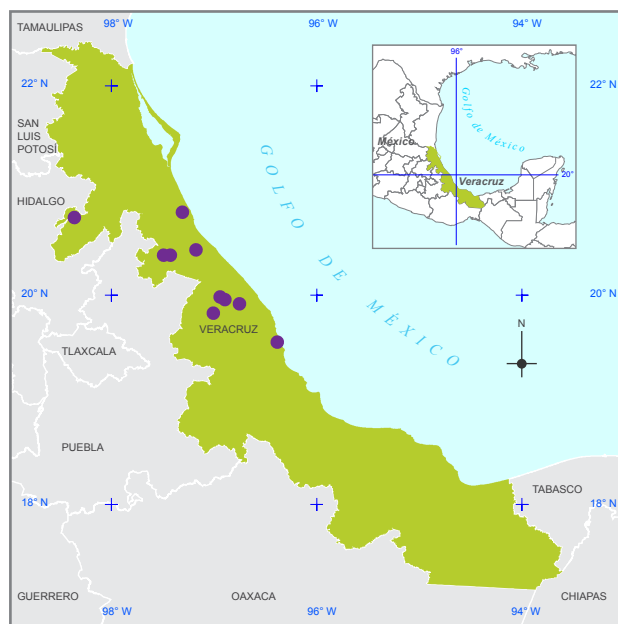 TAMAULIPAS
98° W
96° W
94° W
22° N
22° N
SAN
LUIS
POTOSÍ
HIDALGO
GOLFO DE MÉXICO
96°
Golfo de México
México
Veracruz
20°
20° N
20° N
VERACRUZ
N
TLAXCALA
PUEBLA
TABASCO
18° N
18° N
GUERRERO
OAXACA
CHIAPAS
98° W
96° W
94° W